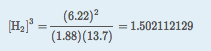 [H₂]³ = (6.22)² / (1.88)(13.7) = 1.502112129